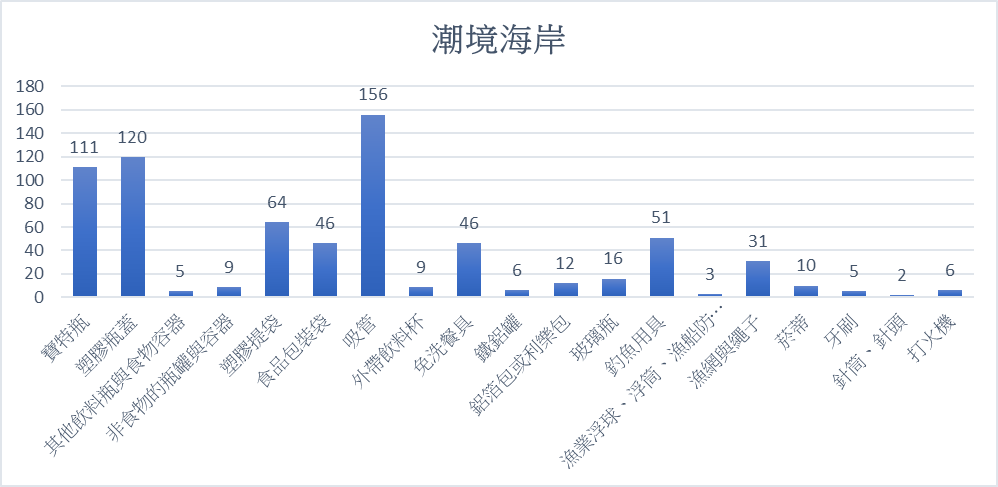 潮境海岸
180
160
140
120
100
80
60
40
20
0
111
120
5
9
64
46
156
9
46
6
12
16
51
3
31
10
5
2
6
寶特瓶
塑膠瓶蓋
其他飲料瓶與食物容器
非食物的瓶罐與容器
塑膠提袋
食品包裝袋
吸管
外帶飲料杯
免洗餐具
鐵鋁罐
鋁箔包或利樂包
玻璃瓶
釣魚用具
漁業浮球、浮筒、漁船防…
漁網與繩子
菸蒂
牙刷
針筒、針頭
打火機